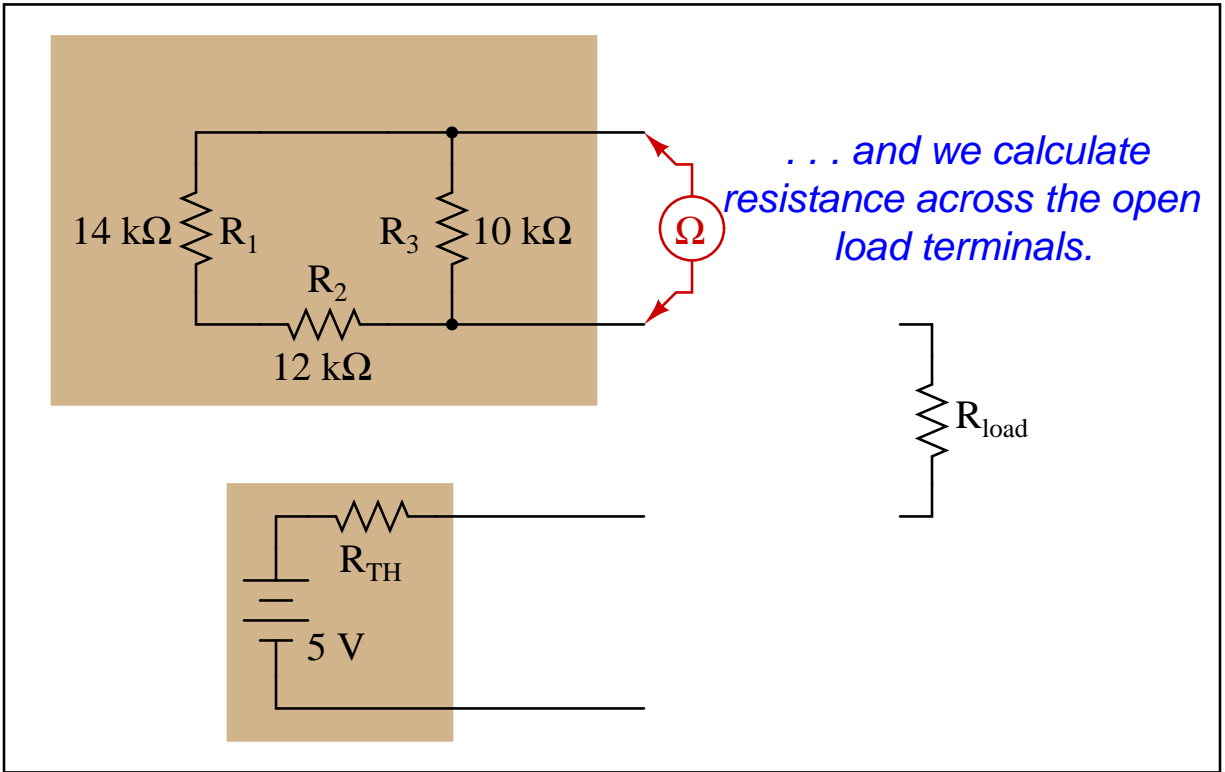 . . . and we calculate
resistance across the open
load terminals.
14 kΩ R1 R3 10 kΩ Ω
R2
12 kΩ
Rload
RTH
5 V